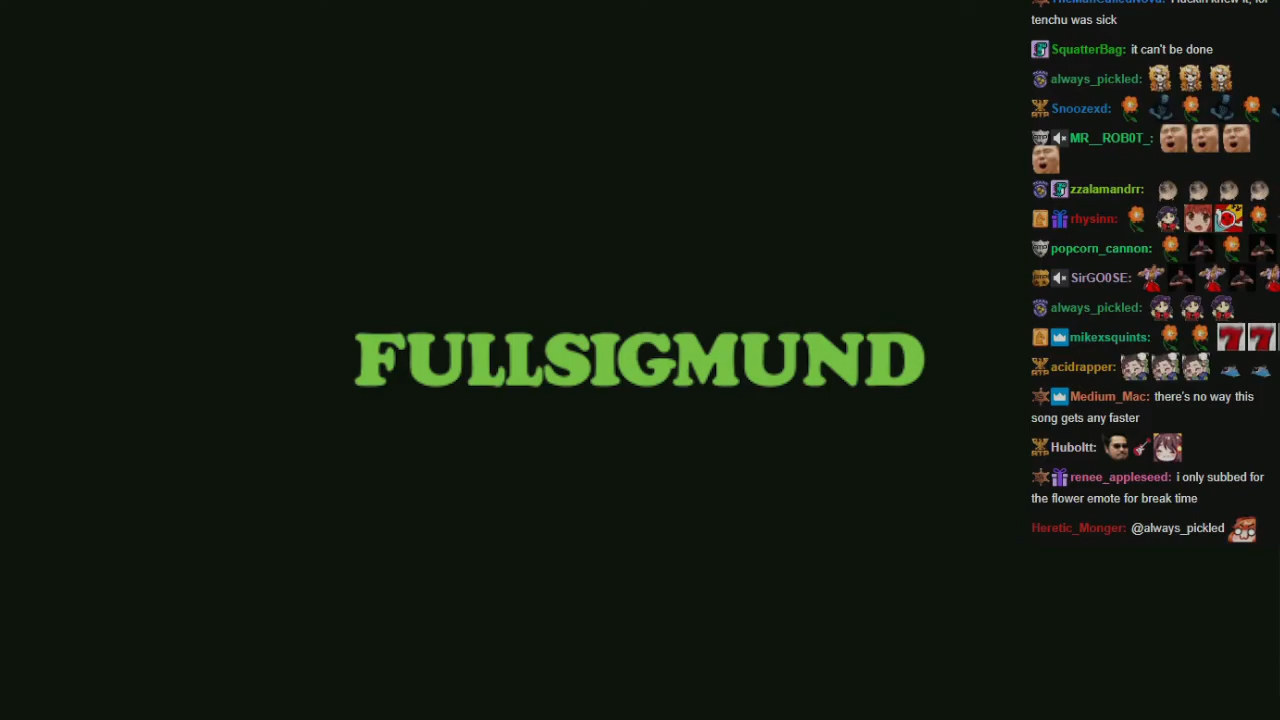 tenchu was sick
SquatterBag: it can't be done
always_pickled:
Snoozexd:
MR__ROB0T_:
zzalamandrr:
rhysinn:
popcorn_cannon:
SirGO0SE:
always_pickled:
mikexsquints:
FULLSIGMUND
acidrapper:
Medium_Mac: there's no way this
song gets any faster
Huboltt:
renee_appleseed: i only subbed for
the flower emote for break time
Heretic_Monger: @always_pickled